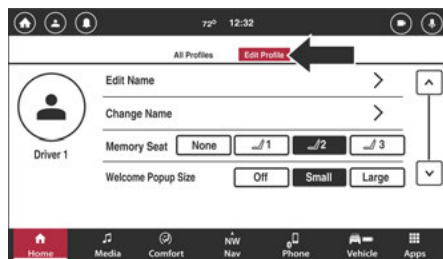 72° 12:32
All Profiles Edit Profile
Edit Name
Change Name
Driver 1
Memory Seat None 1 2 3
Welcome Popup Size Off Small Large
NW
Home Media Comfort Nav Phone Vehicle Apps